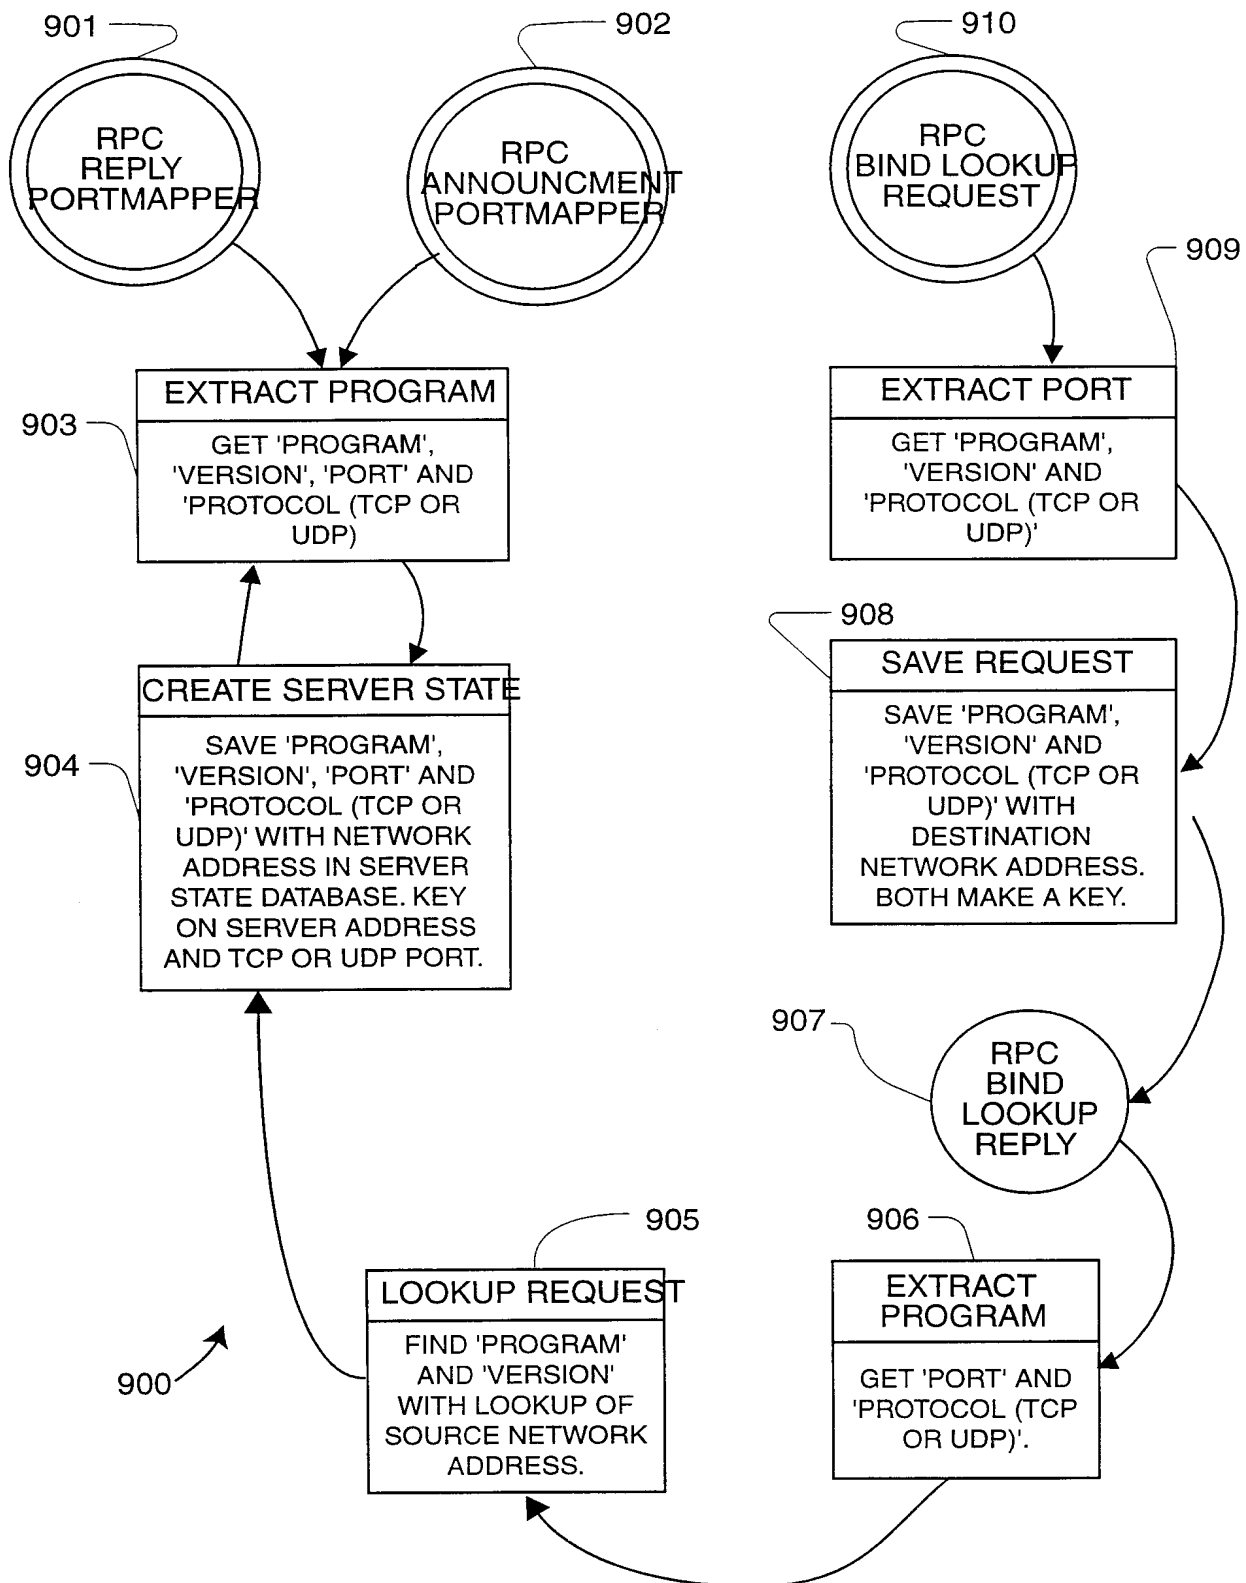 901
902
910
RPC
REPLY
PORTMAPPER
RPC
ANNOUNCMENT
PORTMAPPER
RPC
BIND LOOKUP
REQUEST
909
EXTRACT PROGRAM
903
GET 'PROGRAM',
'VERSION', 'PORT' AND
'PROTOCOL (TCP OR
UDP)
EXTRACT PORT
GET 'PROGRAM',
'VERSION' AND
'PROTOCOL (TCP OR
UDP)'
908
SAVE REQUEST
SAVE 'PROGRAM',
'VERSION' AND
'PROTOCOL (TCP OR
UDP)' WITH
DESTINATION
NETWORK ADDRESS.
BOTH MAKE A KEY.
CREATE SERVER STATE
904
SAVE 'PROGRAM',
'VERSION', 'PORT' AND
'PROTOCOL (TCP OR
UDP)' WITH NETWORK
ADDRESS IN SERVER
STATE DATABASE. KEY
ON SERVER ADDRESS
AND TCP OR UDP PORT.
907
RPC
BIND
LOOKUP
REPLY
905
906
LOOKUP REQUEST
FIND 'PROGRAM'
AND 'VERSION'
WITH LOOKUP OF
SOURCE NETWORK
ADDRESS.
EXTRACT
PROGRAM
GET 'PORT' AND
'PROTOCOL (TCP
OR UDP)'.
900